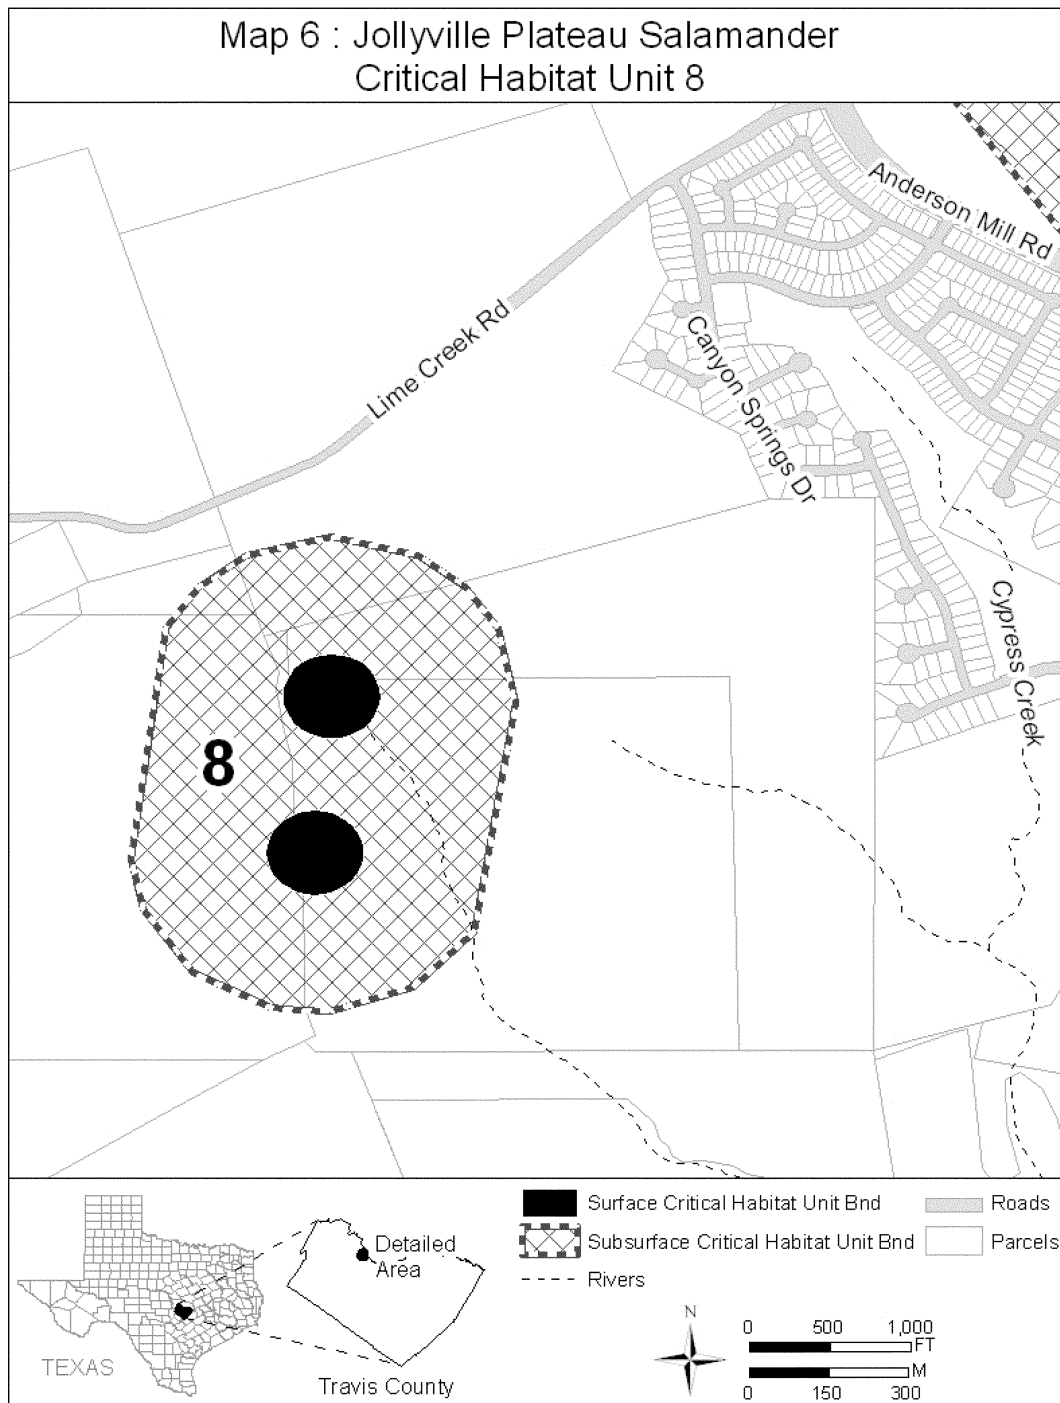 Map 6 : Jollyville Plateau Salamander
Critical Habitat Unit 8
Anderson Mill Rd
Lime Creek Rd
Canyon Springs Dr
Cypress Creek
8
Surface Critical Habitat Unit Bnd
Roads
Subsurface Critical Habitat Unit Bnd
Parcels
Rivers
Detailed
Area
TEXAS
Travis County
N
0 500 1,000
FT
M
0 150 300